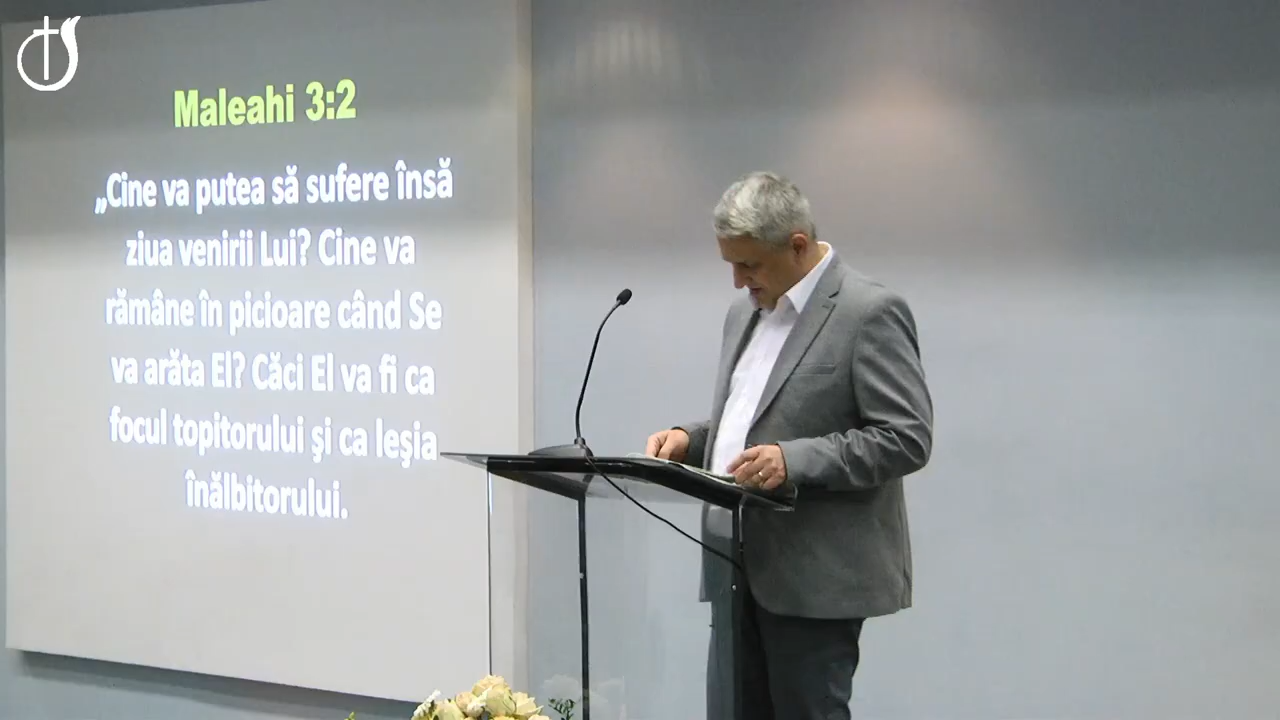 Maleahi 3:2
„Cine va putea să sufere însă
ziua venirii Lui? Cine va
rămâne în picioare când Se
va arăta El? Căci El va fi ca
focul topitorului şi ca leşia
înălbitorului.